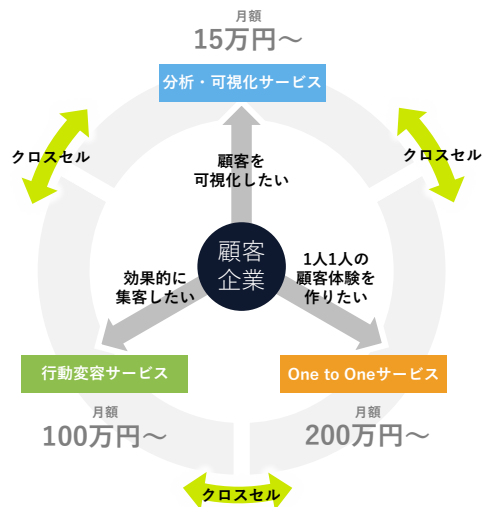 月額
15万円～
分析・可視化サービス
クロスセル
クロスセル
顧客を
可視化したい
顧客
企業
1人1人の
顧客体験を
作りたい
効果的に
集客したい
行動変容サービス
One to Oneサービス
月額
100万円～
月額
200万円～
クロスセル